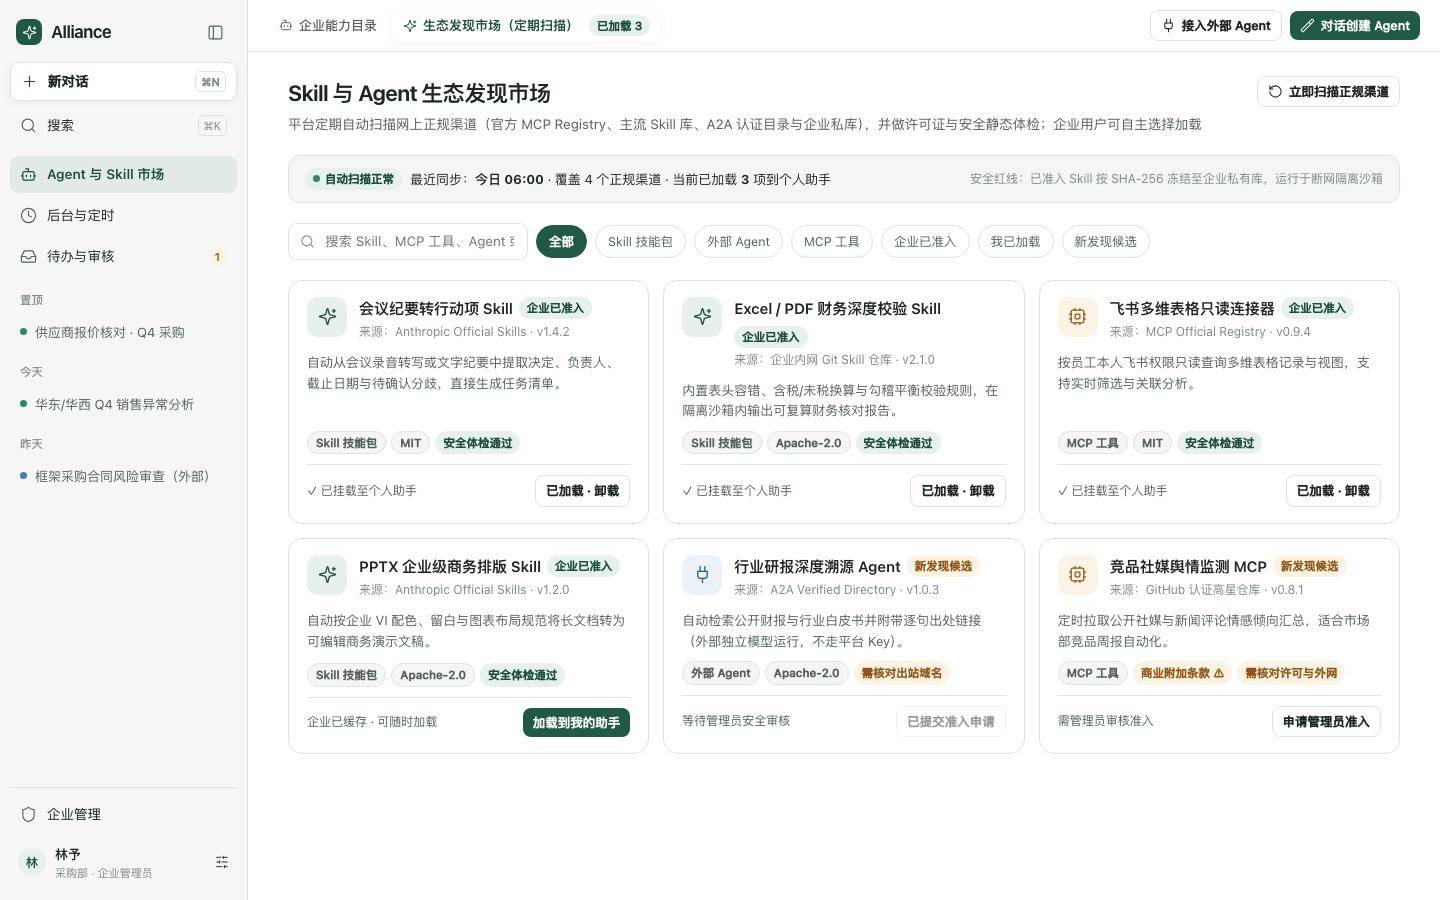 Alliance
新对话
⌘N
搜索
⌘K
Agent 与 Skill 市场
后台与定时
待办与审核
1
置顶
供应商报价核对 · Q4 采购
今天
华东/华西 Q4 销售异常分析
昨天
框架采购合同风险审查（外部）
企业管理
林
林予
采购部 · 企业管理员
企业能力目录
生态发现市场（定期扫描）
已加载 3
接入外部 Agent
对话创建 Agent
Skill 与 Agent 生态发现市场
立即扫描正规渠道
平台定期自动扫描网上正规渠道（官方 MCP Registry、主流 Skill 库、A2A 认证目录与企业私库），并做许可证与安全静态体检；企业用户可自主选择加载
自动扫描正常
最近同步：今日 06:00 · 覆盖 4 个正规渠道 · 当前已加载 3 项到个人助手
安全红线：已准入 Skill 按 SHA-256 冻结至企业私有库，运行于断网隔离沙箱
搜索 Skill、MCP 工具、Agent
全部
Skill 技能包
外部 Agent
MCP 工具
企业已准入
我已加载
新发现候选
会议纪要转行动项 Skill
企业已准入
来源：Anthropic Official Skills · v1.4.2
自动从会议录音转写或文字纪要中提取决定、负责人、
截止日期与待确认分歧，直接生成任务清单。
Skill 技能包
MIT
安全体检通过
✓ 已挂载至个人助手
已加载 · 卸载
Excel / PDF 财务深度校验 Skill
企业已准入
来源：企业内网 Git Skill 仓库 · v2.1.0
内置表头容错、含税/未税换算与勾稽平衡校验规则，在
隔离沙箱内输出可复算财务核对报告。
Skill 技能包
Apache-2.0
安全体检通过
✓ 已挂载至个人助手
已加载 · 卸载
飞书多维表格只读连接器
企业已准入
来源：MCP Official Registry · v0.9.4
按员工本人飞书权限只读查询多维表格记录与视图，支
持实时筛选与关联分析。
MCP 工具
MIT
安全体检通过
✓ 已挂载至个人助手
已加载 · 卸载
PPTX 企业级商务排版 Skill
企业已准入
来源：Anthropic Official Skills · v1.2.0
自动按企业 VI 配色、留白与图表布局规范将长文档转为
可编辑商务演示文稿。
Skill 技能包
Apache-2.0
安全体检通过
企业已缓存 · 可随时加载
加载到我的助手
行业研报深度溯源 Agent
新发现候选
来源：A2A Verified Directory · v1.0.3
自动检索公开财报与行业白皮书并附带逐句出处链接
（外部独立模型运行，不走平台 Key）。
外部 Agent
Apache-2.0
需核对出站域名
等待管理员安全审核
已提交准入申请
竞品社媒舆情监测 MCP
新发现候选
来源：GitHub 认证高星仓库 · v0.8.1
定时拉取公开社媒与新闻评论情感倾向汇总，适合市场
部竞品周报自动化。
MCP 工具
商业附加条款 ⚠
需核对许可与外网
需管理员审核准入
申请管理员准入